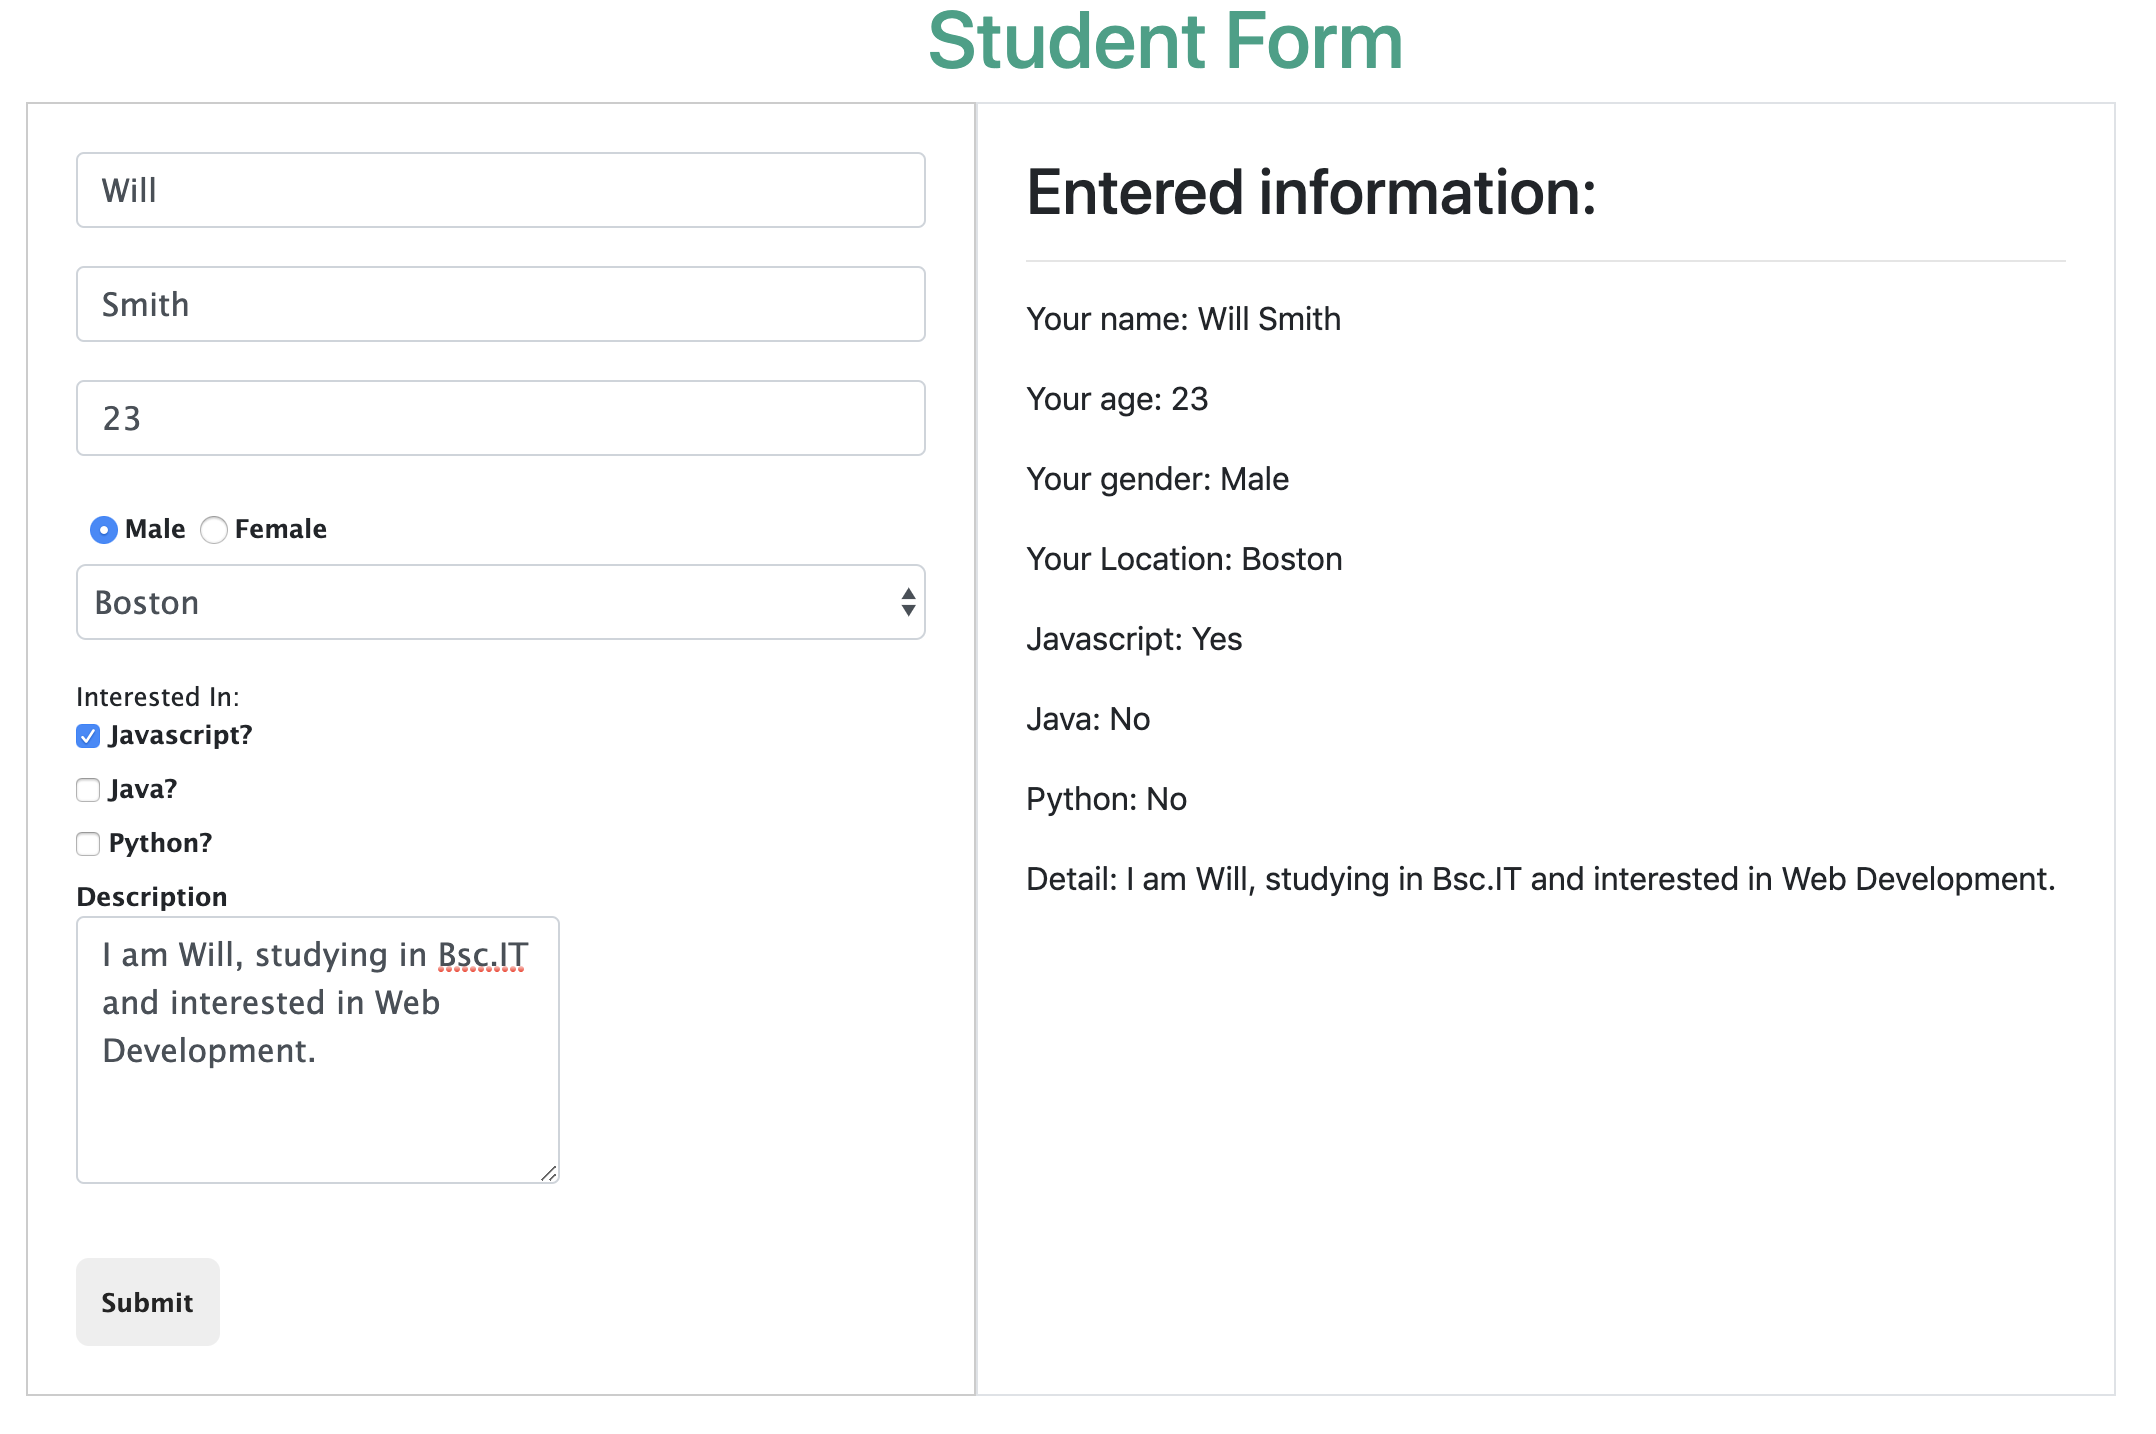 Student Form
Will
Smith
23
Male Female
Boston
Interested In:
Javascript?
Java?
Python?
Description
I am Will, studying in Bsc.IT
and interested in Web
Development.
Submit
Entered information:
Your name: Will Smith
Your age: 23
Your gender: Male
Your Location: Boston
Javascript: Yes
Java: No
Python: No
Detail: I am Will, studying in Bsc.IT and interested in Web Development.